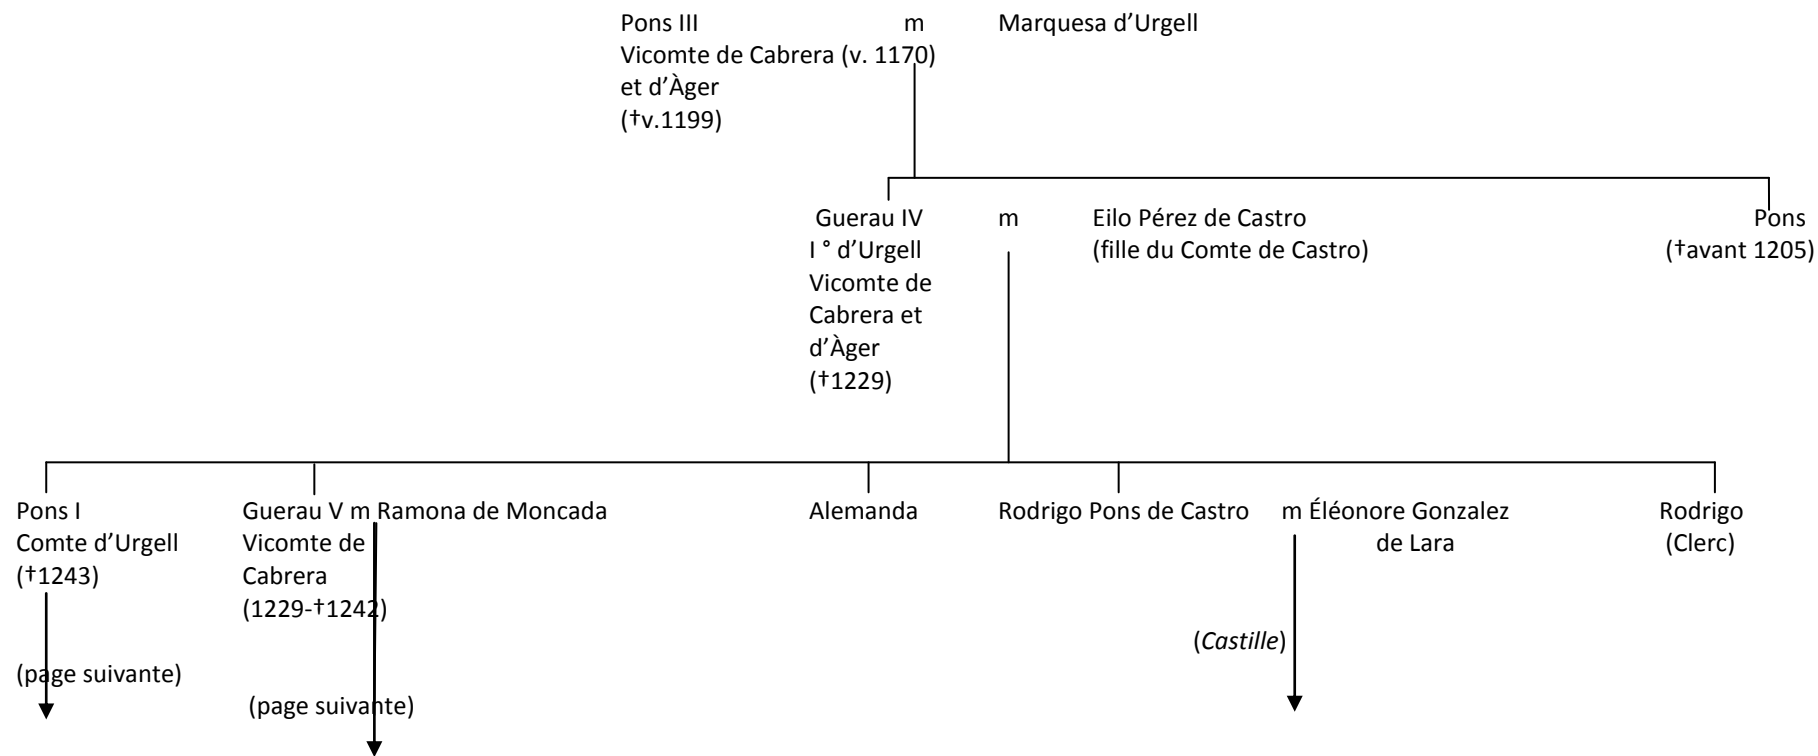 Pons III m Marquesa d’Urgell
Vicomte de Cabrera (v. 1170)
et d’Àger
(†v.1199)
Guerau IV m Eilo Pérez de Castro Pons
I ° d’Urgell (fille du Comte de Castro) (†avant 1205)
Vicomte de
Cabrera et
d’Àger
(†1229)
Pons I Guerau V m Ramona de Moncada Alemanda Rodrigo Pons de Castro m Éléonore Gonzalez Rodrigo
Comte d’Urgell Vicomte de de Lara (Clerc)
(†1243) Cabrera
(1229-†1242)
(Castille)
(page suivante)
(page suivante)